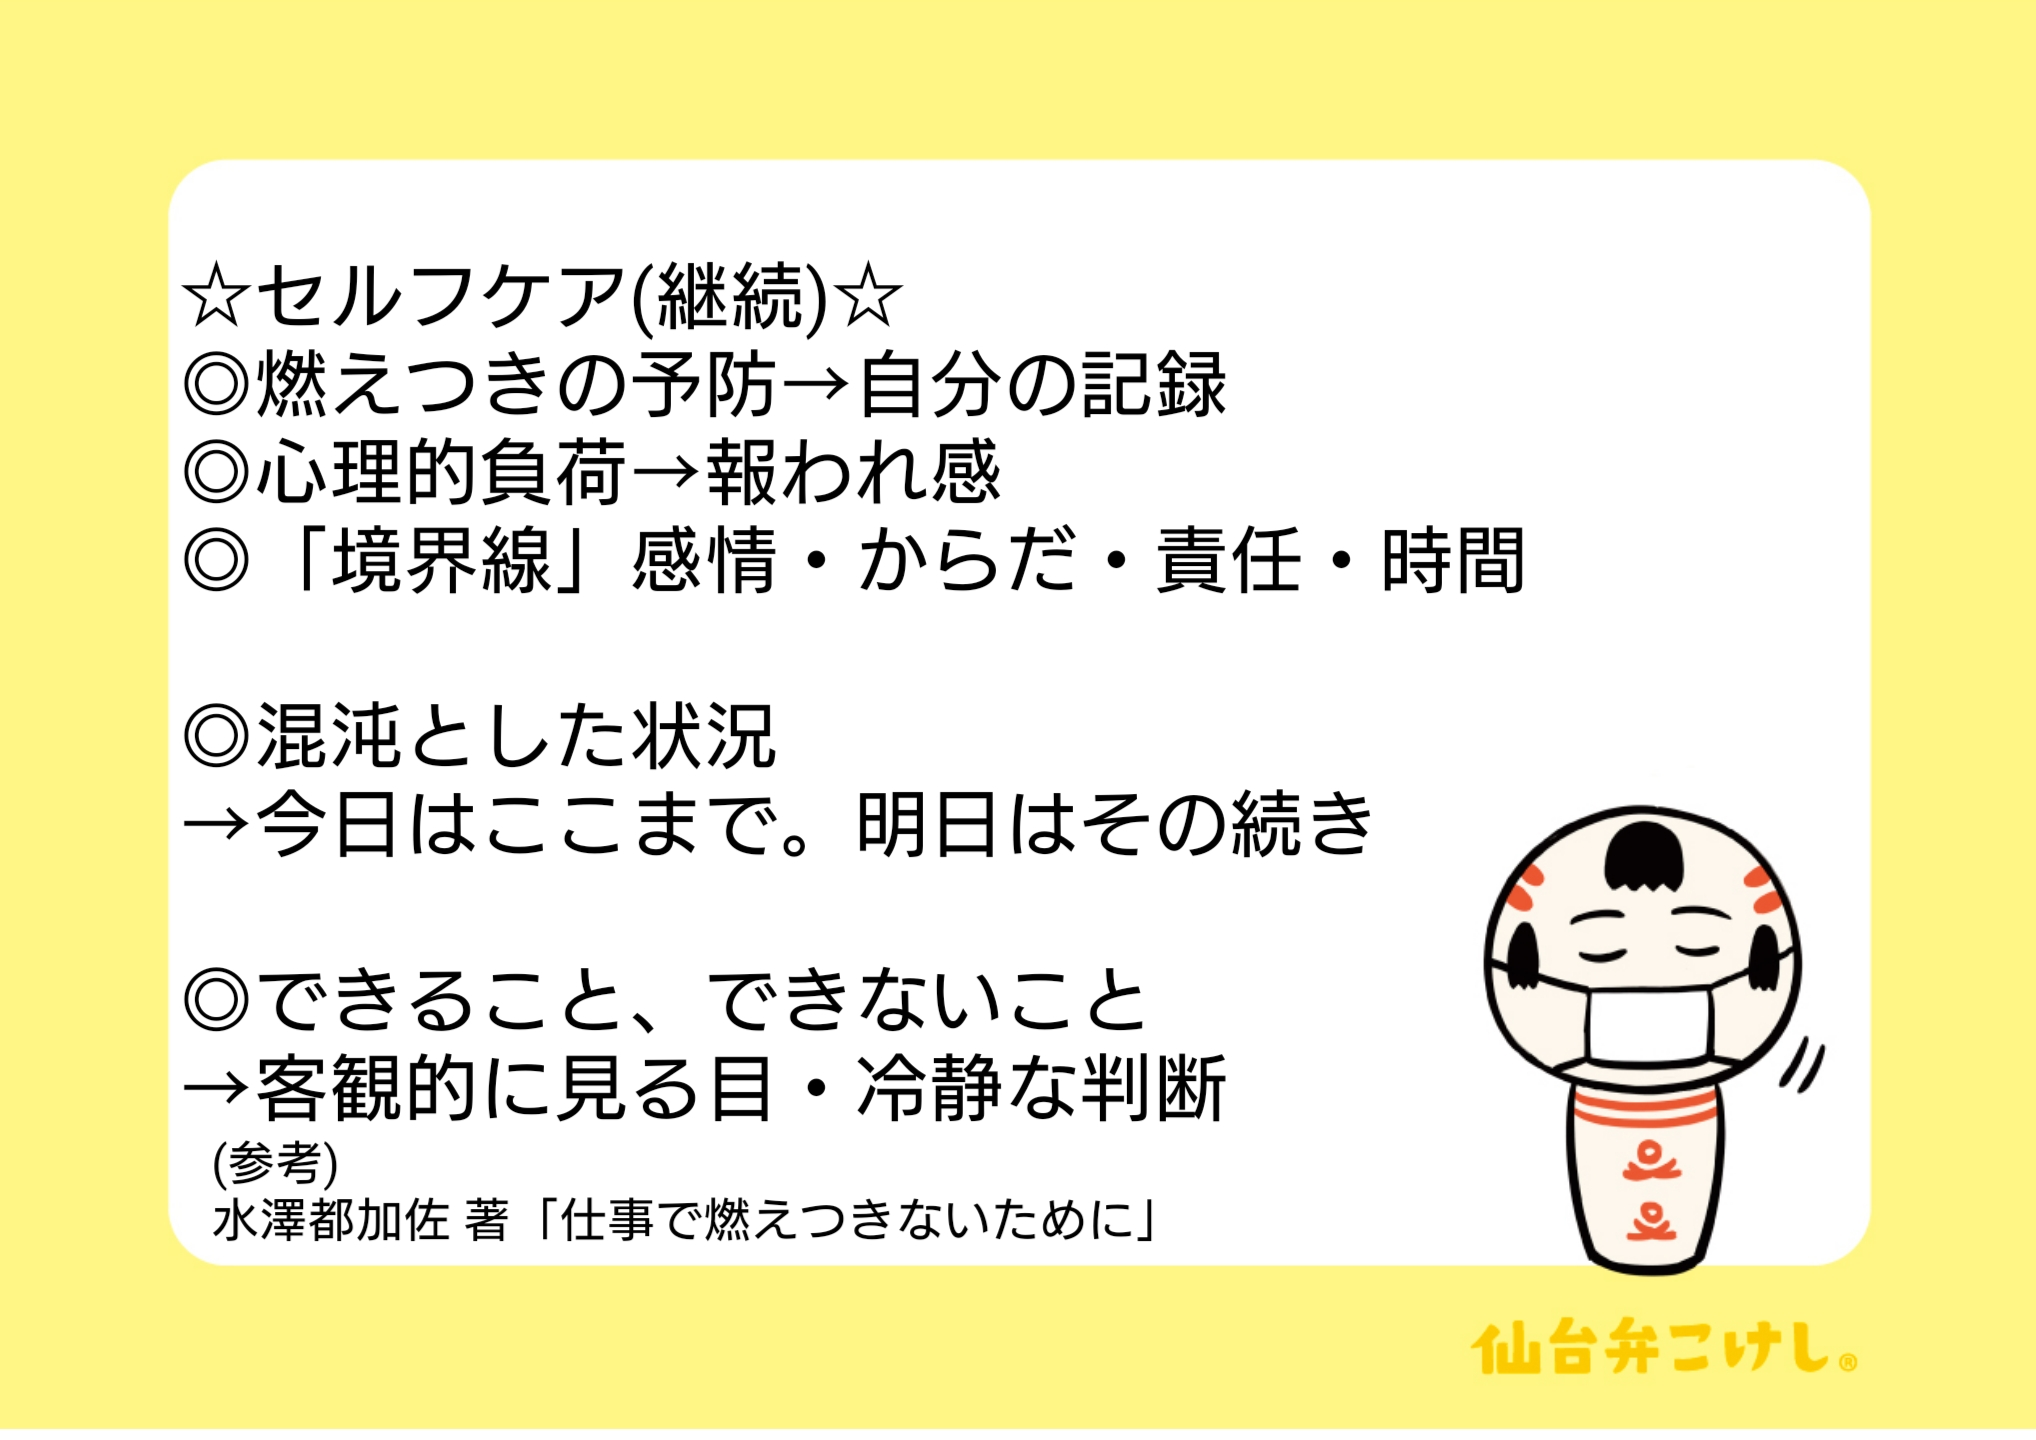 ☆セルフケア(継続)☆
◎燃えつきの予防→自分の記録
◎心理的負荷→報われ感
◎「境界線」感情・からだ・責任・時間
◎混沌とした状況
→今日はここまで。明日はその続き
◎できること、できないこと
→客観的に見る目・冷静な判断
(参考)
水澤都加佐 著「仕事で燃えつきないために」
仙台弁こけし®